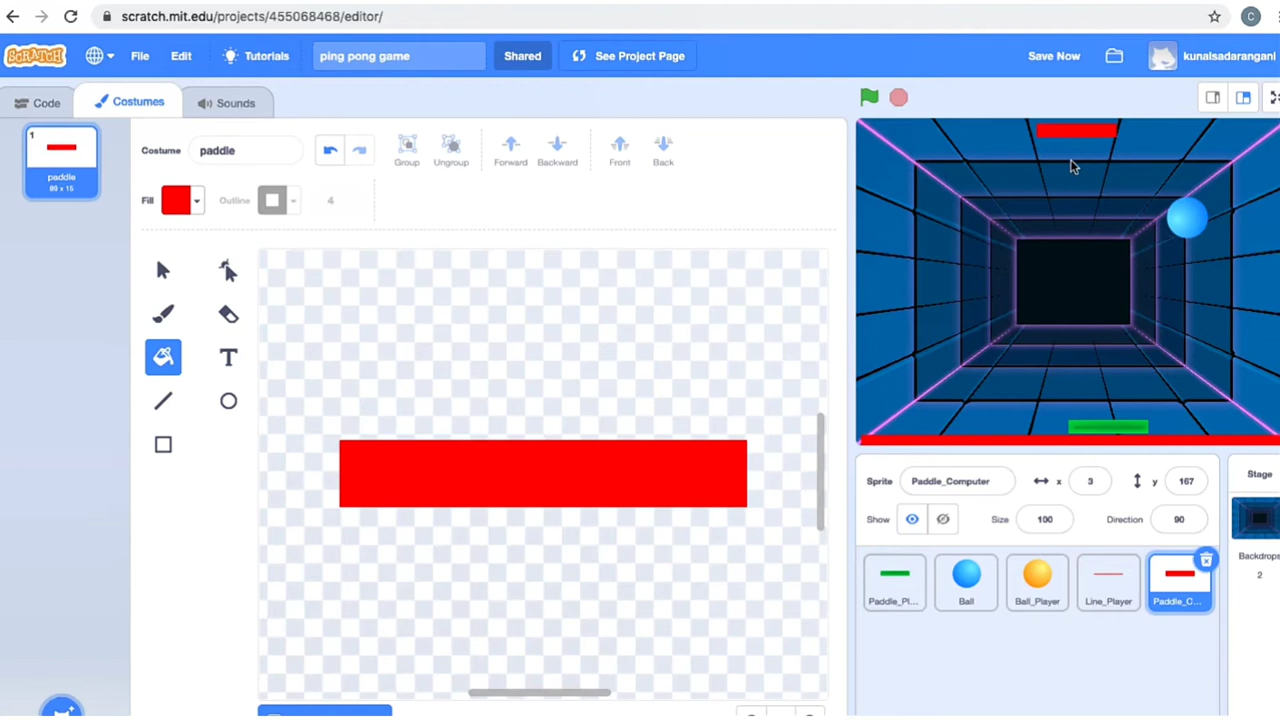 scratch.mit.edu/projects/455068468/editor/
C
SCRATCH File Edit Tutorials ping pong game Shared See Project Page Save Now kunalsadarangani
Code Costumes Sounds
1
paddle
89 x 15
Costume paddle Group Ungroup Forward Backward Front Back
Fill Outline 4
T
Sprite Paddle_Computer x 3 y 167
Show Size 100 Direction 90
Paddle_Pl... Ball Ball_Player Line_Player Paddle_C...
Stage
Backdrops
2